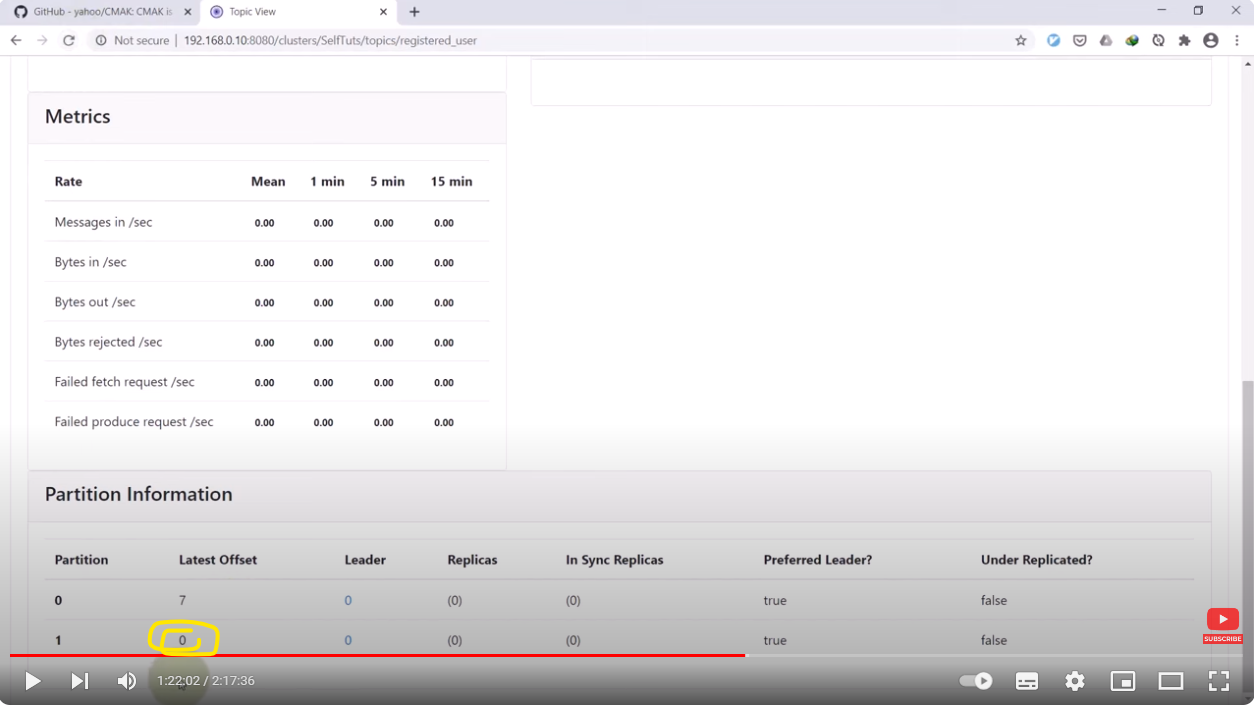 GitHub - yahoo/CMAK: CMAK is
Topic View
Not secure | 192.168.0.10:8080/clusters/SelfTuts/topics/registered_user
Metrics
Rate Mean 1 min 5 min 15 min
Messages in /sec 0.00 0.00 0.00 0.00
Bytes in /sec 0.00 0.00 0.00 0.00
Bytes out /sec 0.00 0.00 0.00 0.00
Bytes rejected /sec 0.00 0.00 0.00 0.00
Failed fetch request /sec 0.00 0.00 0.00 0.00
Failed produce request /sec 0.00 0.00 0.00 0.00
Partition Information
Partition Latest Offset Leader Replicas In Sync Replicas Preferred Leader? Under Replicated?
0 7 0 (0) (0) true false
1 0 0 (0) (0) true false
SUBSCRIBE
1:22:02 / 2:17:36